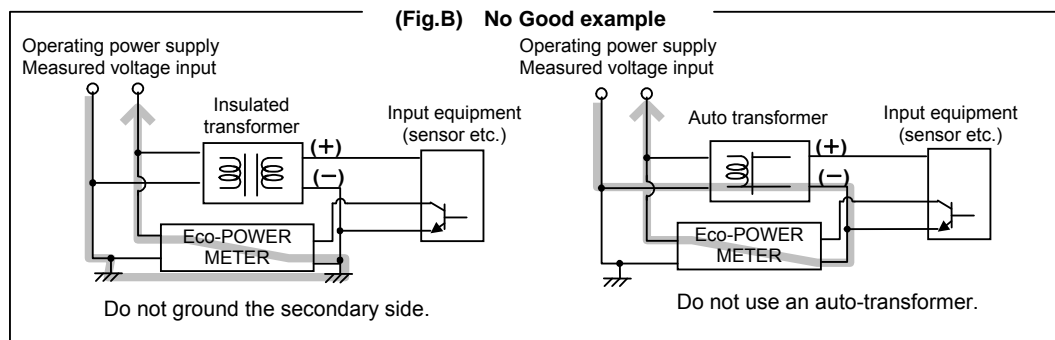 (Fig.B) No Good example
Operating power supply
Measured voltage input
Insulated
transformer
Input equipment
(sensor etc.)
(+)
(−)
Eco-POWER
METER
Do not ground the secondary side.
Operating power supply
Measured voltage input
Auto transformer
Input equipment
(sensor etc.)
(+)
(−)
Eco-POWER
METER
Do not use an auto-transformer.